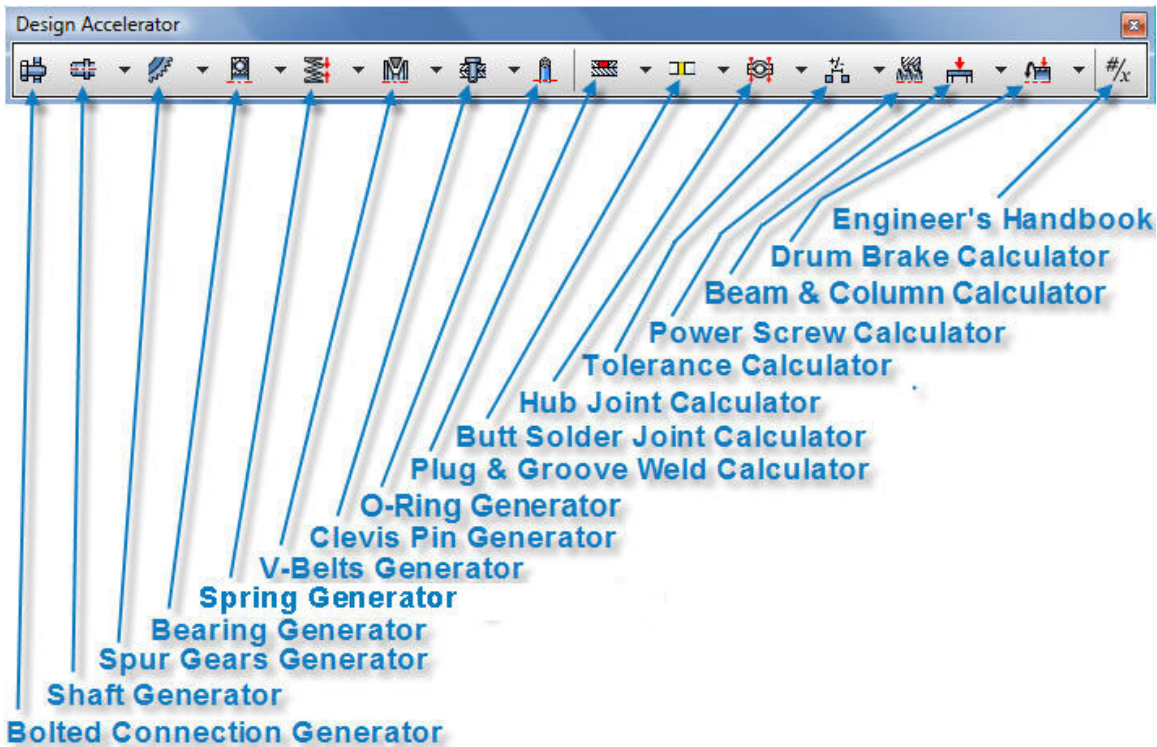 Design Accelerator
#/x
Engineer's Handbook
Drum Brake Calculator
Beam & Column Calculator
Power Screw Calculator
Tolerance Calculator
Hub Joint Calculator
Butt Solder Joint Calculator
Plug & Groove Weld Calculator
O-Ring Generator
Clevis Pin Generator
V-Belts Generator
Spring Generator
Bearing Generator
Spur Gears Generator
Shaft Generator
Bolted Connection Generator